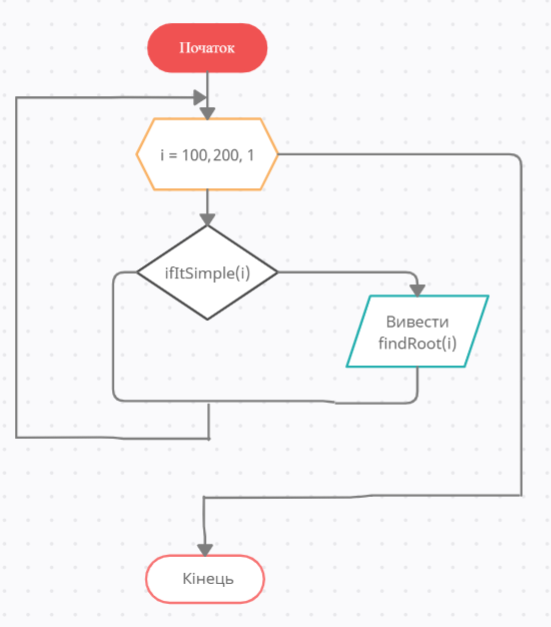 Початок
i = 100,200, 1
ifItSimple(i)
Вивести
findRoot(i)
Кінець